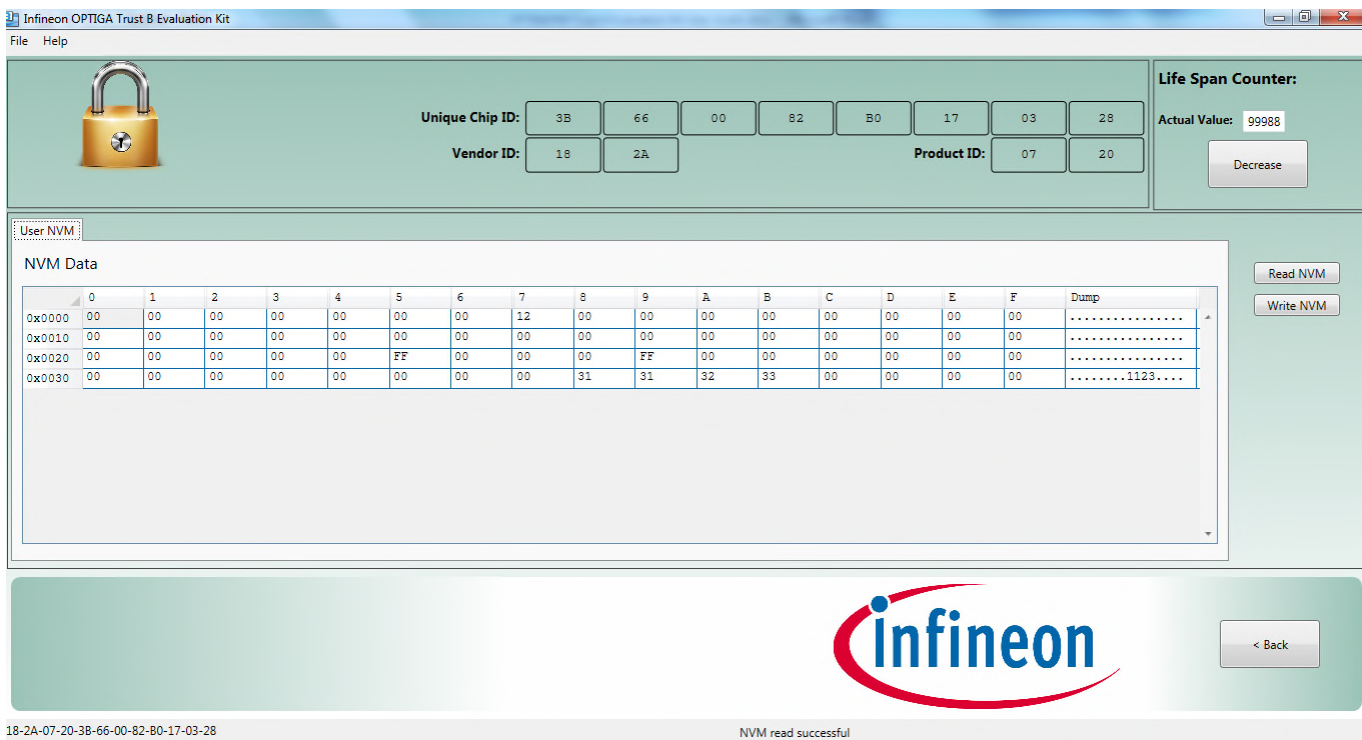 Infineon OPTIGA Trust B Evaluation Kit
File Help
Life Span Counter:
Unique Chip ID: 3B 66 00 82 B0 17 03 28
Actual Value: 99988
Vendor ID: 18 2A Product ID: 07 20
Decrease
User NVM
NVM Data
Read NVM
0 1 2 3 4 5 6 7 8 9 A B C D E F Dump
Write NVM
0x0000 00 00 00 00 00 00 00 12 00 00 00 00 00 00 00 00 ................
0x0010 00 00 00 00 00 00 00 00 00 00 00 00 00 00 00 00 ................
0x0020 00 00 00 00 00 FF 00 00 00 FF 00 00 00 00 00 00 ................
0x0030 00 00 00 00 00 00 00 00 31 31 32 33 00 00 00 00 ........1123....
infineon
< Back
18-2A-07-20-3B-66-00-82-B0-17-03-28
NVM read successful